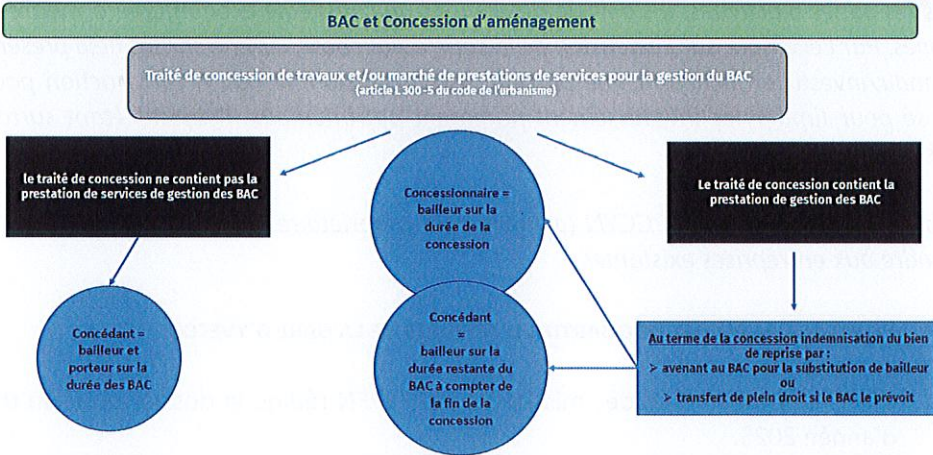 BAC et Concession d'aménagement
Traité de concession de travaux et/ou marché de prestations de services pour la gestion du BAC
(article L 300-5 du code de l'urbanisme)
le traité de concession ne contient pas la
prestation de services de gestion des BAC
Concessionnaire =
bailleur sur la
durée de la
concession
Le traité de concession contient la
prestation de gestion des BAC
Concédant =
bailleur et
porteur sur la
durée des BAC
Concédant
=
bailleur sur la
durée restante du
BAC à compter de
la fin de la
concession
Au terme de la concession indemnisation du bien
de reprise par :
➢ avenant au BAC pour la substitution de bailleur
ou
➢ transfert de plein droit si le BAC le prévoit